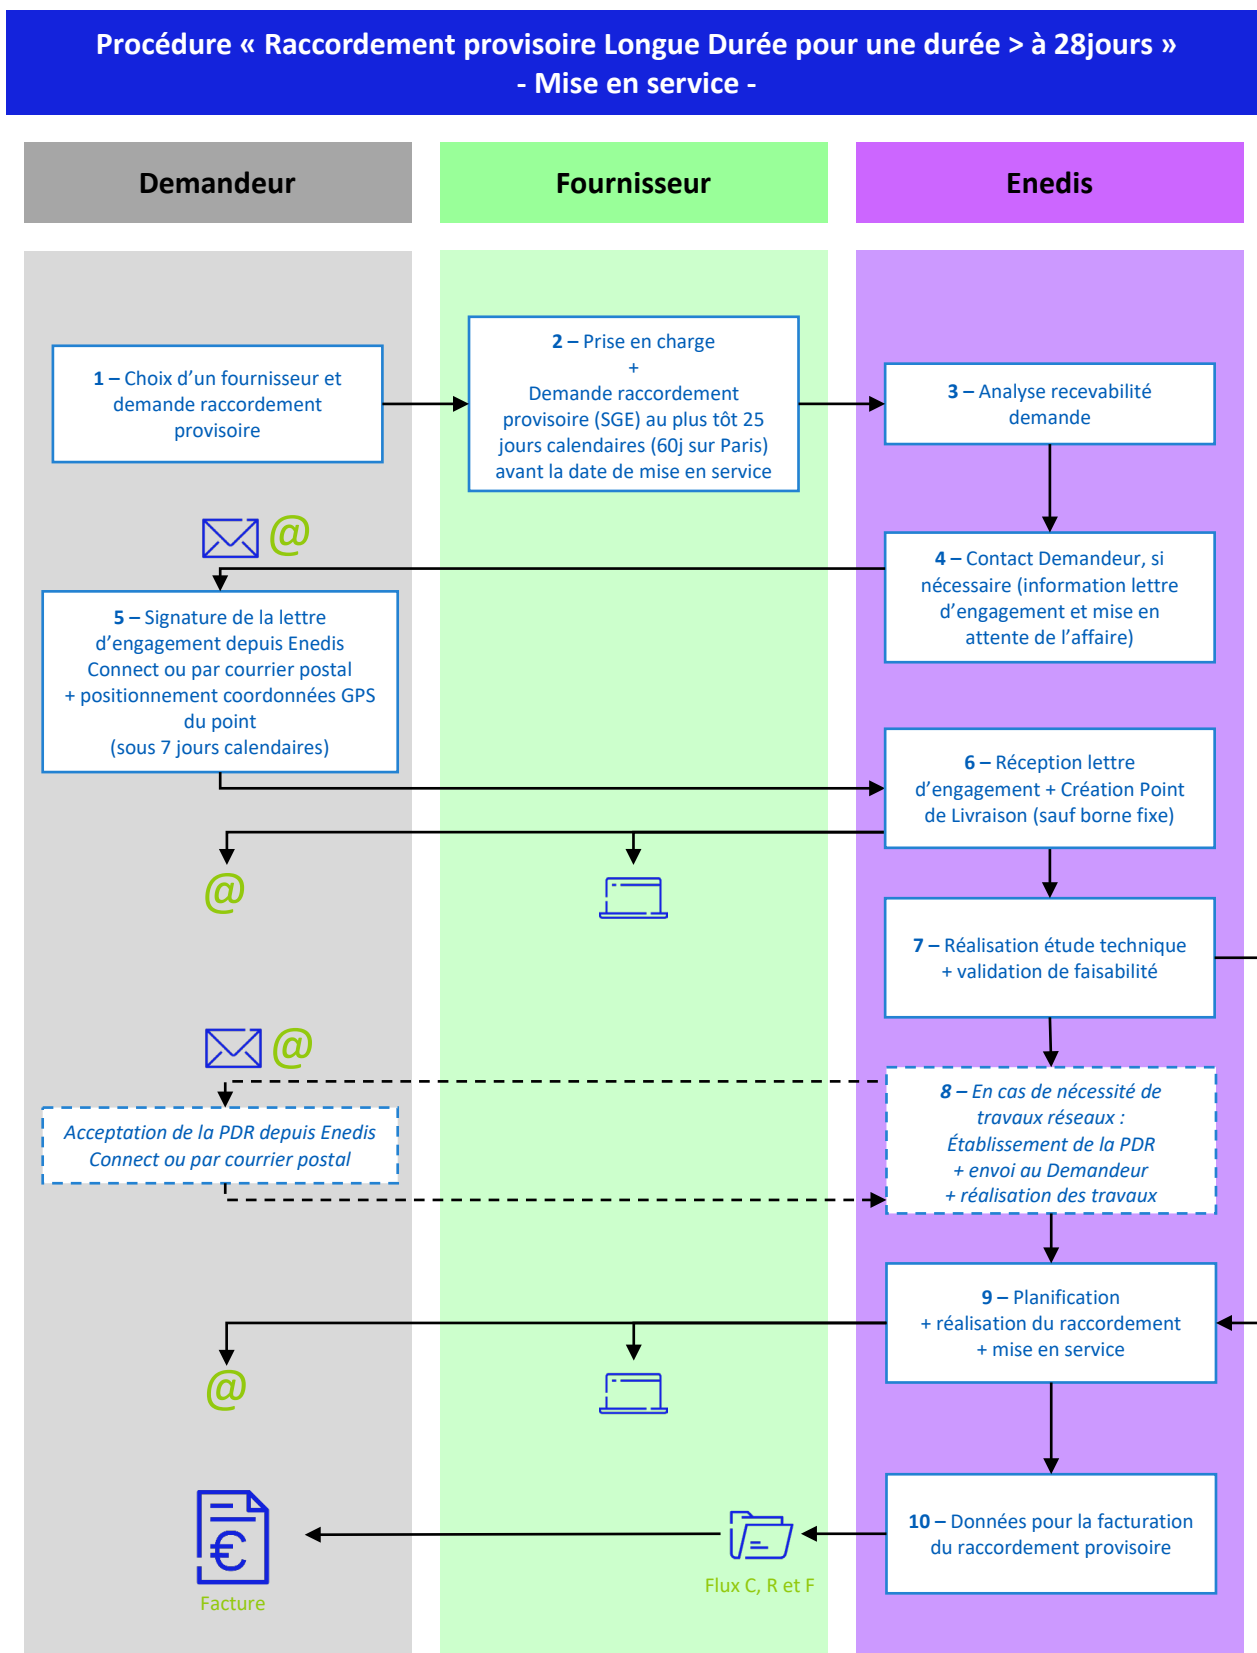 Procédure « Raccordement provisoire Longue Durée pour une durée > à 28jours »
- Mise en service -
Demandeur
Fournisseur
Enedis
1 – Choix d'un fournisseur et
demande raccordement
provisoire
2 – Prise en charge
+
Demande raccordement
provisoire (SGE) au plus tôt 25
jours calendaires (60j sur Paris)
avant la date de mise en service
3 – Analyse recevabilité
demande
@
4 – Contact Demandeur, si
nécessaire (information lettre
d'engagement et mise en
attente de l'affaire)
5 – Signature de la lettre
d'engagement depuis Enedis
Connect ou par courrier postal
+ positionnement coordonnées GPS
du point
(sous 7 jours calendaires)
6 – Réception lettre
d'engagement + Création Point
de Livraison (sauf borne fixe)
@
7 – Réalisation étude technique
+ validation de faisabilité
@
8 – En cas de nécessité de
travaux réseaux :
Établissement de la PDR
+ envoi au Demandeur
+ réalisation des travaux
Acceptation de la PDR depuis Enedis
Connect ou par courrier postal
9 – Planification
+ réalisation du raccordement
+ mise en service
@
10 – Données pour la facturation
du raccordement provisoire
€
Flux C, R et F
Facture